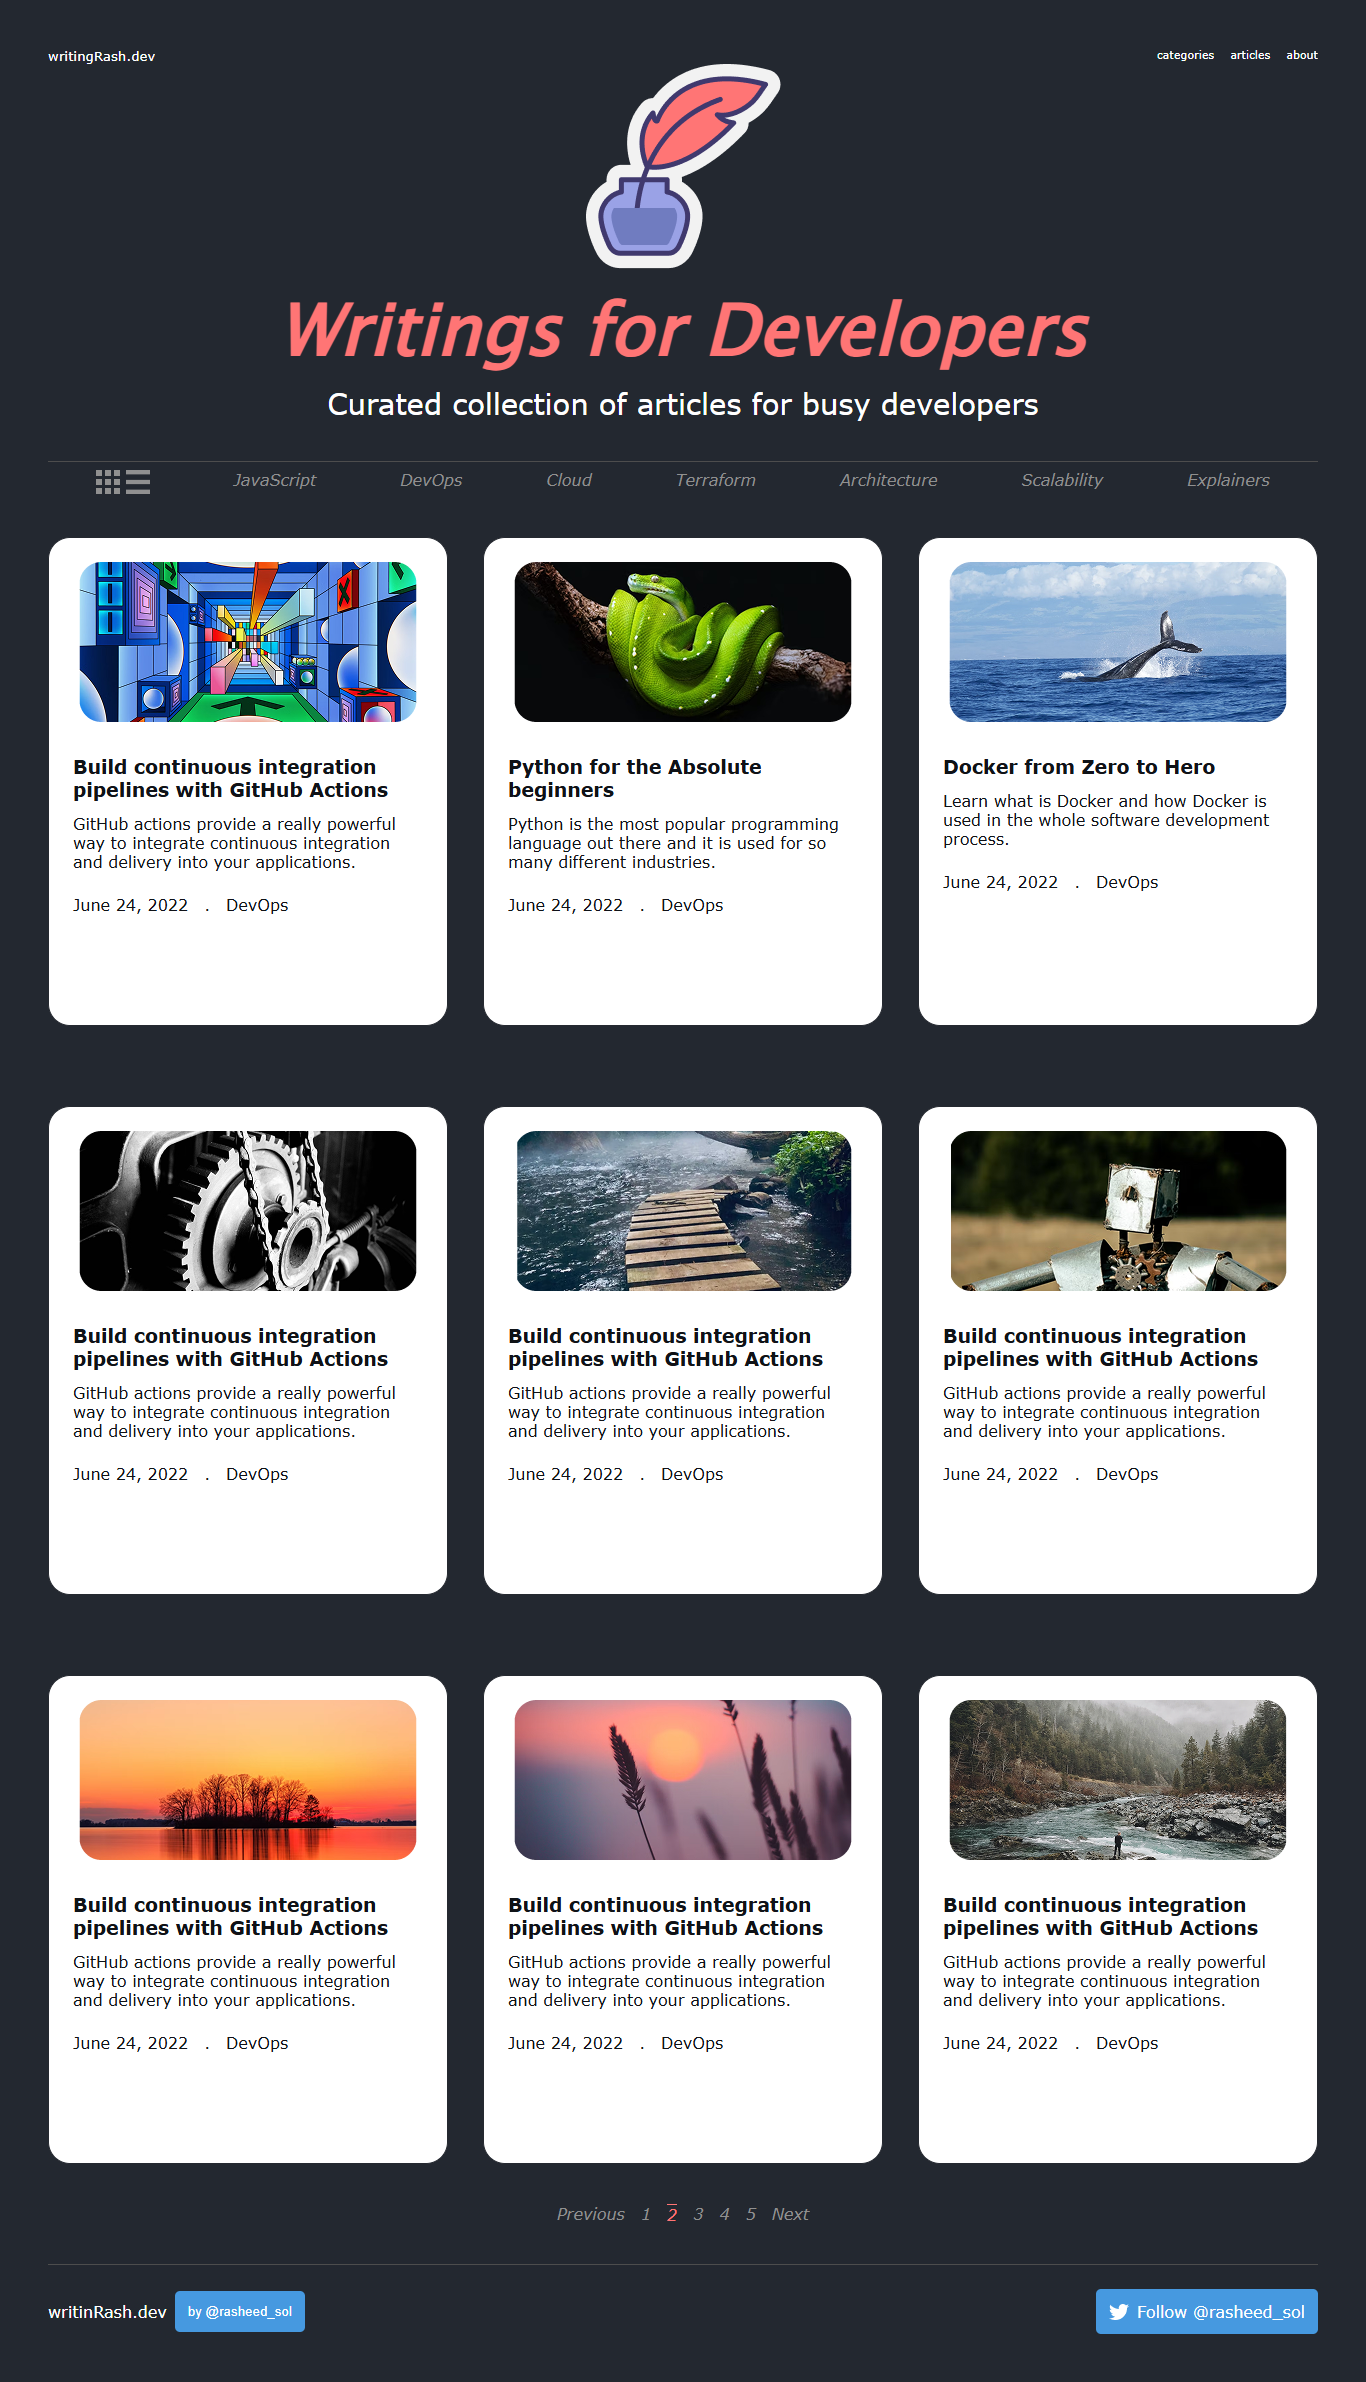 writingRash.dev
categories articles about
Writings for Developers
Curated collection of articles for busy developers
JavaScript DevOps Cloud Terraform Architecture Scalability Explainers
Build continuous integration
pipelines with GitHub Actions
GitHub actions provide a really powerful
way to integrate continuous integration
and delivery into your applications.
June 24, 2022 . DevOps
Python for the Absolute
beginners
Python is the most popular programming
language out there and it is used for so
many different industries.
June 24, 2022 . DevOps
Docker from Zero to Hero
Learn what is Docker and how Docker is
used in the whole software development
process.
June 24, 2022 . DevOps
Build continuous integration
pipelines with GitHub Actions
GitHub actions provide a really powerful
way to integrate continuous integration
and delivery into your applications.
June 24, 2022 . DevOps
Build continuous integration
pipelines with GitHub Actions
GitHub actions provide a really powerful
way to integrate continuous integration
and delivery into your applications.
June 24, 2022 . DevOps
Build continuous integration
pipelines with GitHub Actions
GitHub actions provide a really powerful
way to integrate continuous integration
and delivery into your applications.
June 24, 2022 . DevOps
Build continuous integration
pipelines with GitHub Actions
GitHub actions provide a really powerful
way to integrate continuous integration
and delivery into your applications.
June 24, 2022 . DevOps
Build continuous integration
pipelines with GitHub Actions
GitHub actions provide a really powerful
way to integrate continuous integration
and delivery into your applications.
June 24, 2022 . DevOps
Build continuous integration
pipelines with GitHub Actions
GitHub actions provide a really powerful
way to integrate continuous integration
and delivery into your applications.
June 24, 2022 . DevOps
Previous 1 2 3 4 5 Next
writinRash.dev by @rasheed_sol
Follow @rasheed_sol